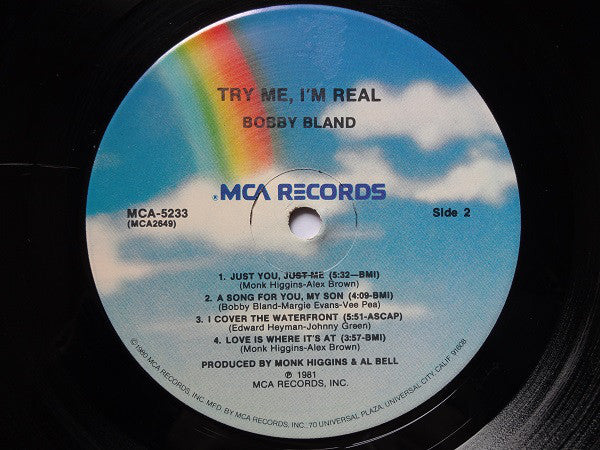 TRY ME, I'M REAL
BOBBY BLAND
®MCA RECORDS
MCA-5233
(MCA2649)
Side 2
1. JUST YOU, JUST ME (5:32—BMI)
(Monk Higgins-Alex Brown)
2. A SONG FOR YOU, MY SON (4:09-BMI)
(Bobby Bland-Margie Evans-Vee Pea)
3. I COVER THE WATERFRONT (5:51-ASCAP)
(Edward Heyman-Johnny Green)
4. LOVE IS WHERE IT'S AT (3:57-BMI)
(Monk Higgins-Alex Brown)
PRODUCED BY MONK HIGGINS & AL BELL
℗ 1981
MCA RECORDS, INC.
©1980 MCA RECORDS, INC. MFD. BY MCA RECORDS, INC. 70 UNIVERSAL PLAZA, UNIVERSAL CITY, CALIF. 91608